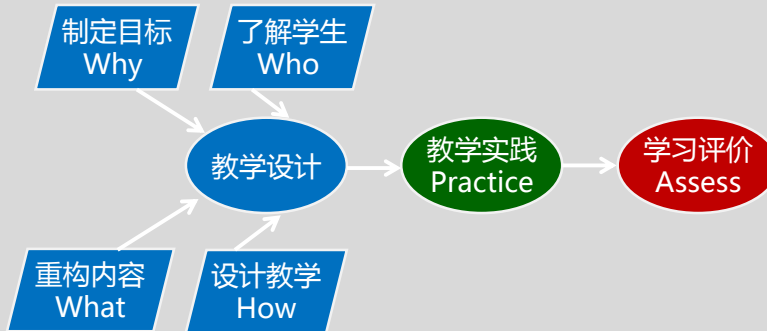 制定目标
Why
了解学生
Who
教学设计
教学实践
Practice
学习评价
Assess
重构内容
What
设计教学
How